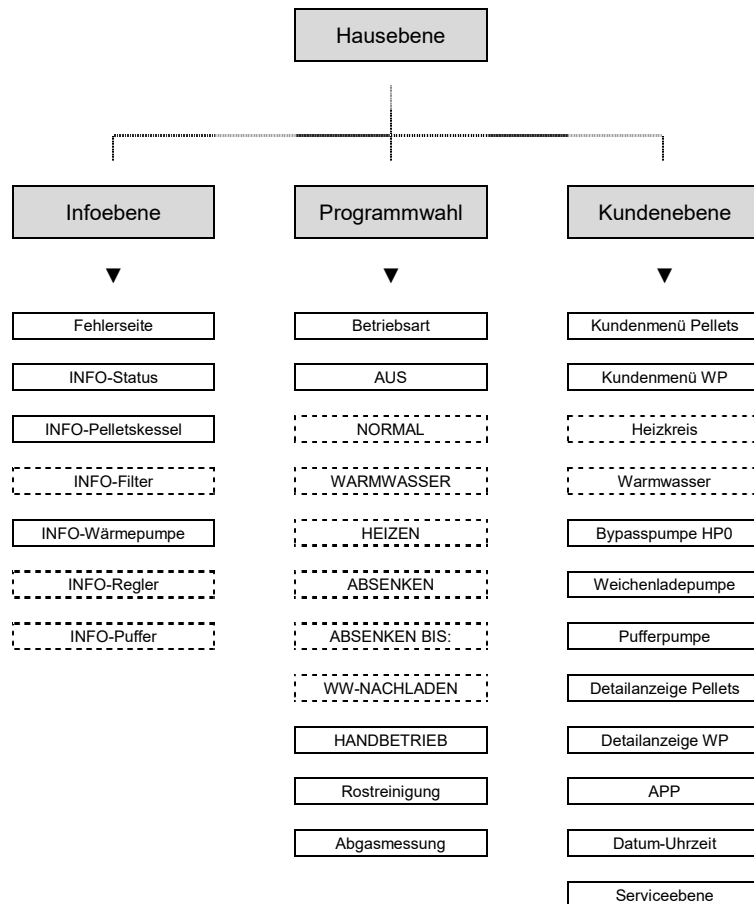 Hausebene
Infoebene
Programmwahl
Kundenebene
Fehlerseite
INFO-Status
INFO-Pelletskessel
INFO-Filter
INFO-Wärmepumpe
INFO-Regler
INFO-Puffer
Betriebsart
AUS
NORMAL
WARMWASSER
HEIZEN
ABSENKEN
ABSENKEN BIS:
WW-NACHLADEN
HANDBETRIEB
Rostreinigung
Abgasmessung
Kundenmenü Pellets
Kundenmenü WP
Heizkreis
Warmwasser
Bypasspumpe HP0
Weichenladepumpe
Pufferpumpe
Detailanzeige Pellets
Detailanzeige WP
APP
Datum-Uhrzeit
Serviceebene